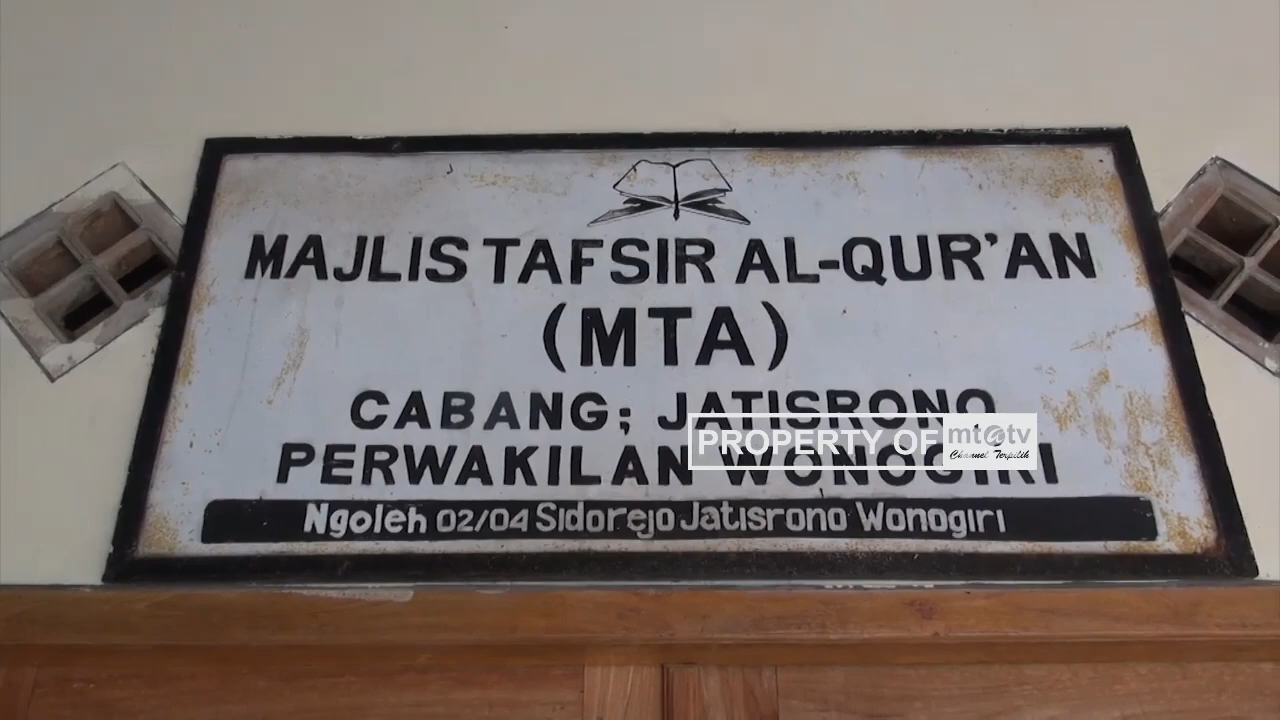 MAJLIS TAFSIR AL-QUR'AN
(MTA)
CABANG; JATISRONO
PERWAKILAN WONOGIRI
PROPERTY OF mt@tv
Channel Terpilih
Ngoleh 02/04 Sidorejo Jatisrono Wonogiri